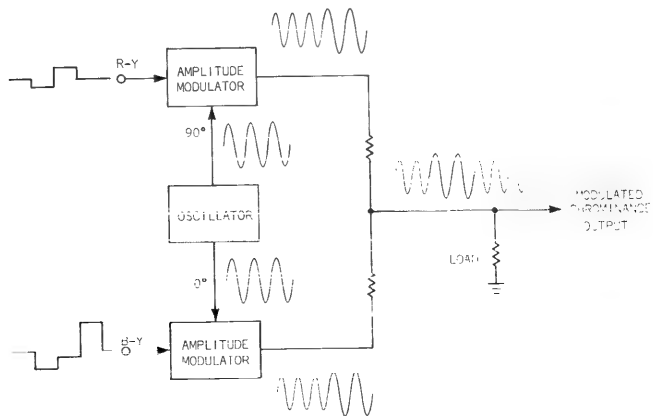 R-Y
AMPLITUDE
MODULATOR
90°
OSCILLATOR
0°
B-Y
AMPLITUDE
MODULATOR
LOAD
MODULATED
CHROMINANCE
OUTPUT